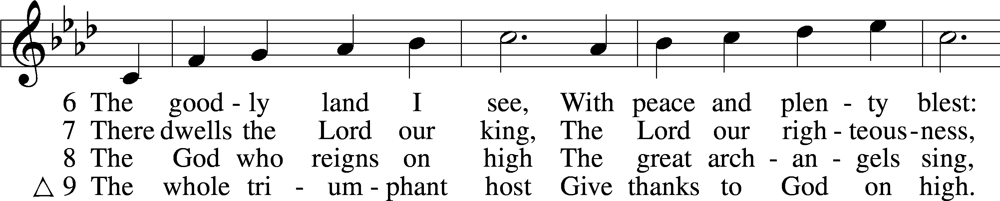 6 The good - ly land I see, With peace and plen - ty blest:
7 There dwells the Lord our king, The Lord our righ - teous - ness,
8 The God who reigns on high The great arch - an - gels sing,
△ 9 The whole tri - um - phant host Give thanks to God on high.